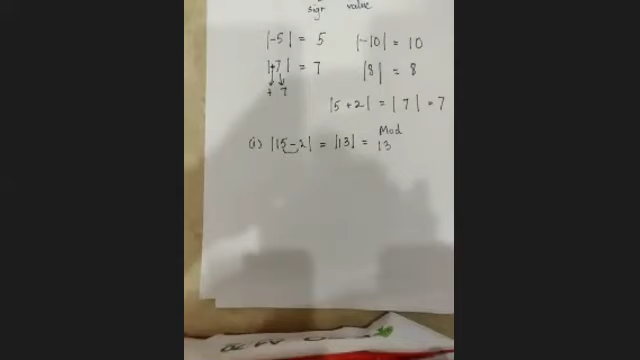 sign value
|-5| = 5 |-10| = 10
|+7| = 7 |8| = 8
+ 7
|5 + 2| = |7| = 7
Mod
(i) |15 - 2| = |13| = 13